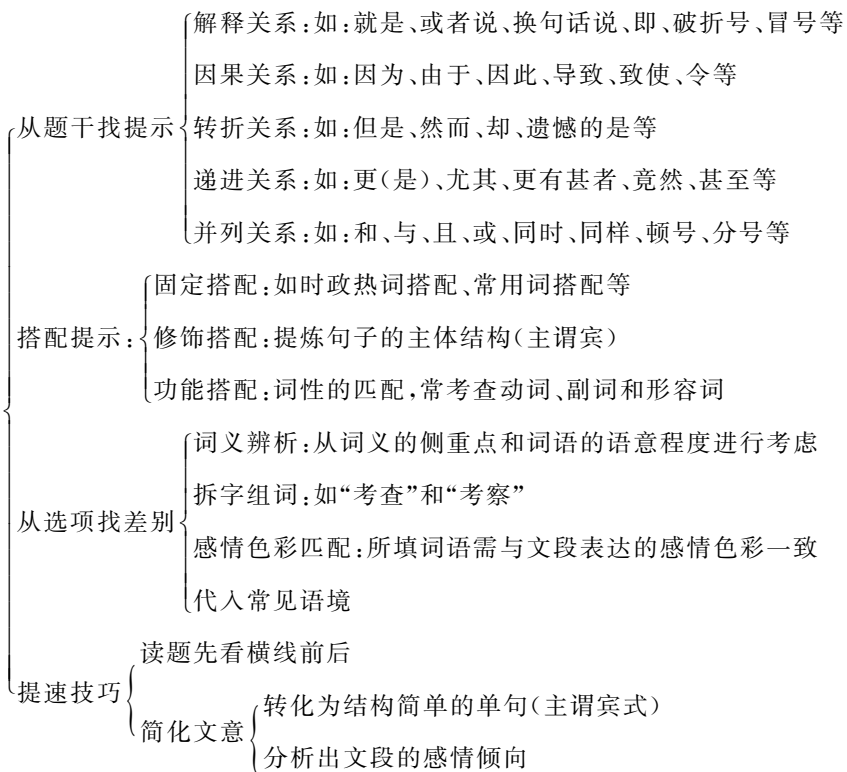 解释关系:如:就是、或者说、换句话说、即、破折号、冒号等
因果关系:如:因为、由于、因此、导致、致使、令等
从题干找提示
转折关系:如:但是、然而、却、遗憾的是等
递进关系:如:更(是)、尤其、更有甚者、竟然、甚至等
并列关系:如:和、与、且、或、同时、同样、顿号、分号等
固定搭配:如时政热词搭配、常用词搭配等
搭配提示:
修饰搭配:提炼句子的主体结构(主谓宾)
功能搭配:词性的匹配,常考查动词、副词和形容词
词义辨析:从词义的侧重点和词语的语意程度进行考虑
拆字组词:如“考查”和“考察”
从选项找差别
感情色彩匹配:所填词语需与文段表达的感情色彩一致
代入常见语境
读题先看横线前后
提速技巧
转化为结构简单的单句(主谓宾式)
简化文意
分析出文段的感情倾向